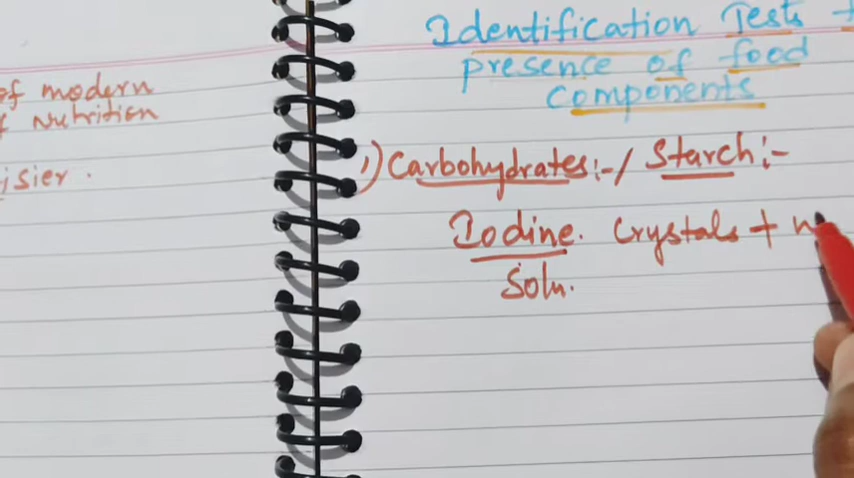 of modern
Nutrition
isier.
Identification Tests
presence of food
components
1) Carbohydrates:-/ Starch:-
Iodine. Crystals +
Soln.